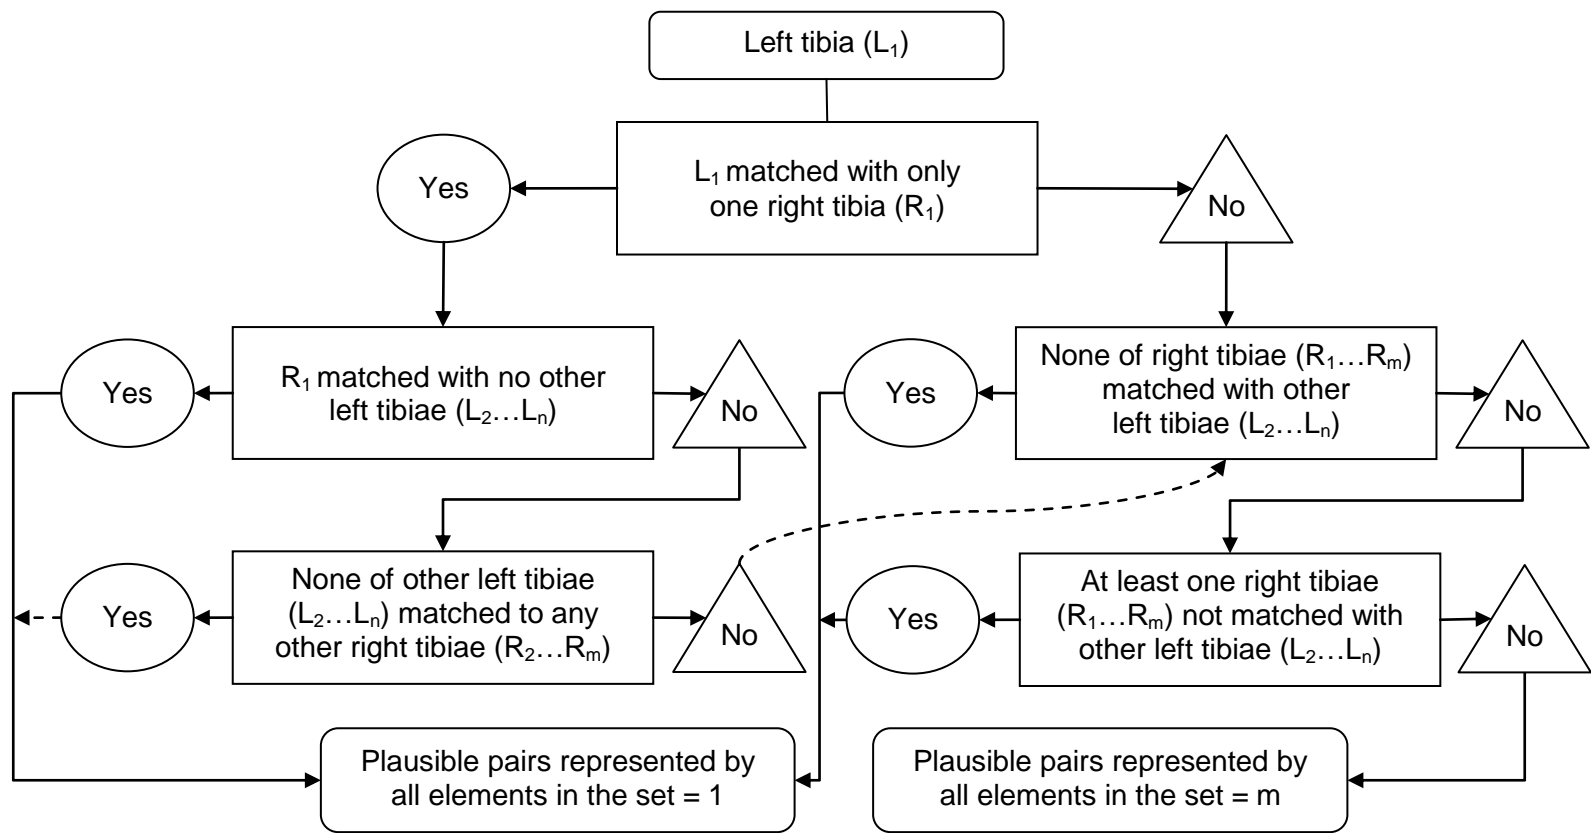 Left tibia (L₁)
L₁ matched with only
one right tibia (R₁)
Yes
No
R₁ matched with no other
left tibiae (L₂…Lₙ)
Yes
No
None of right tibiae (R₁…Rₘ)
matched with other
left tibiae (L₂…Lₙ)
Yes
No
None of other left tibiae
(L₂…Lₙ) matched to any
other right tibiae (R₂…Rₘ)
Yes
No
At least one right tibiae
(R₁…Rₘ) not matched with
other left tibiae (L₂…Lₙ)
Yes
No
Plausible pairs represented by
all elements in the set = 1
Plausible pairs represented by
all elements in the set = m